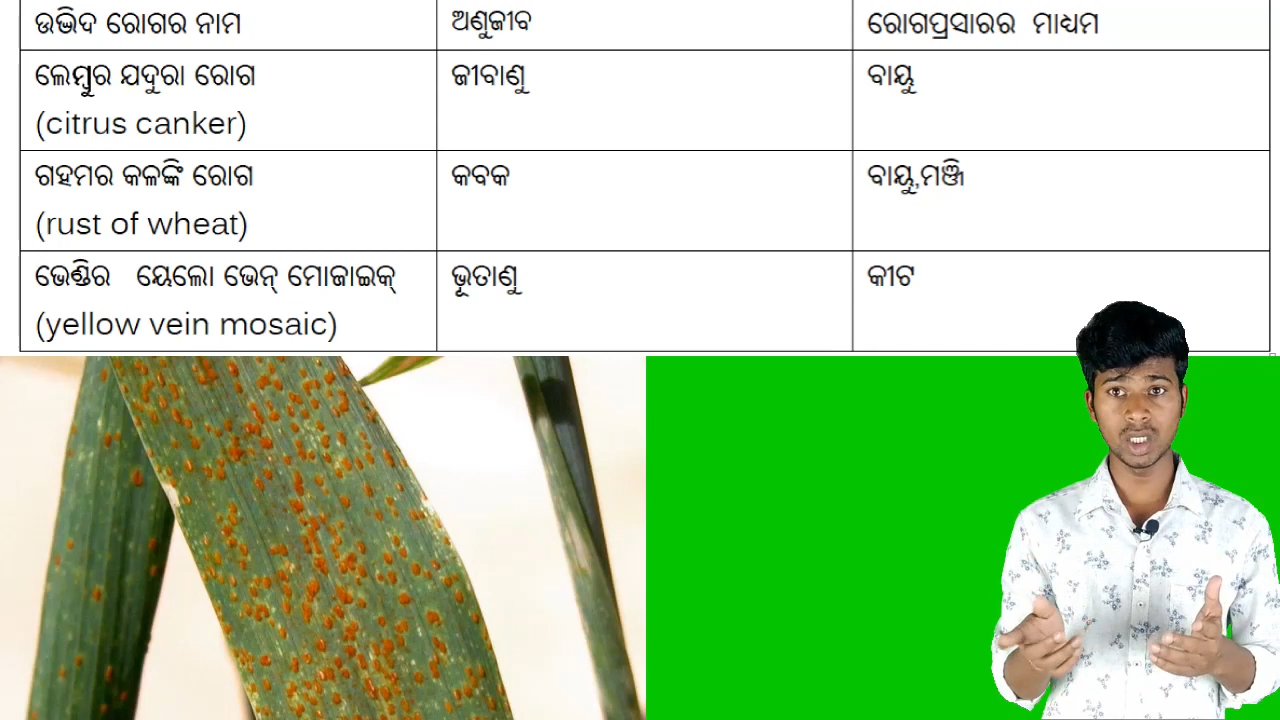 ଉଦ୍ଭିଦ ରୋଗର ନାମ ଅଣୁଜୀବ ରୋଗପ୍ରସାରର ମାଧ୍ୟମ
ଲେମ୍ବୁର ଯଦୁରା ରୋଗ ଜୀବାଣୁ ବାୟୁ
(citrus canker)
ଗହମର କଳଙ୍କି ରୋଗ କବକ ବାୟୁ,ମଞ୍ଜି
(rust of wheat)
ଭେଣ୍ଡିର ୟେଲୋ ଭେନ୍ ମୋଜାଇକ୍ ଭୂତାଣୁ କୀଟ
(yellow vein mosaic)